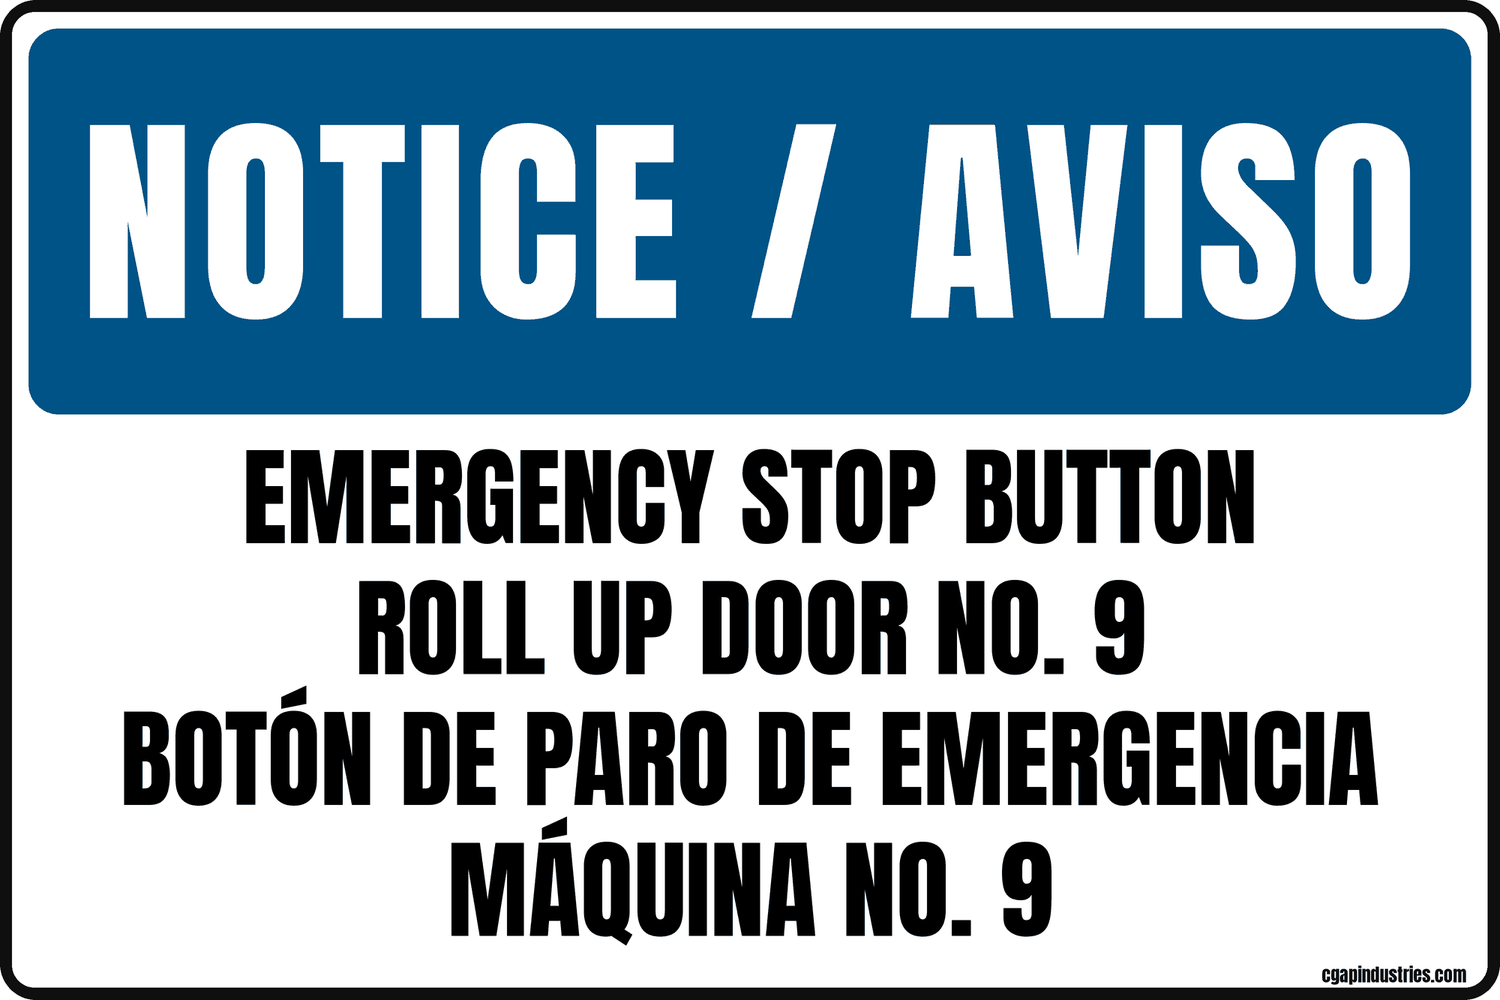 NOTICE / AVISO
EMERGENCY STOP BUTTON
ROLL UP DOOR NO. 9
BOTÓN DE PARO DE EMERGENCIA
MÁQUINA NO. 9
cgapindustries.com